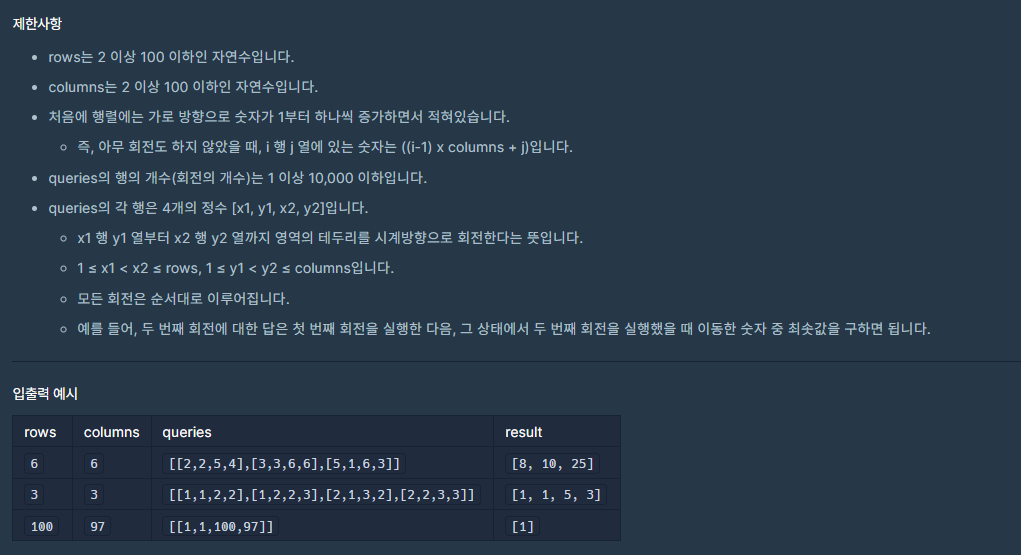 제한사항
rows는 2 이상 100 이하인 자연수입니다.
columns는 2 이상 100 이하인 자연수입니다.
처음에 행렬에는 가로 방향으로 숫자가 1부터 하나씩 증가하면서 적혀있습니다.
즉, 아무 회전도 하지 않았을 때, i 행 j 열에 있는 숫자는 ((i-1) x columns + j)입니다.
queries의 행의 개수(회전의 개수)는 1 이상 10,000 이하입니다.
queries의 각 행은 4개의 정수 [x1, y1, x2, y2]입니다.
x1 행 y1 열부터 x2 행 y2 열까지 영역의 테두리를 시계방향으로 회전한다는 뜻입니다.
1 ≤ x1 < x2 ≤ rows, 1 ≤ y1 < y2 ≤ columns입니다.
모든 회전은 순서대로 이루어집니다.
예를 들어, 두 번째 회전에 대한 답은 첫 번째 회전을 실행한 다음, 그 상태에서 두 번째 회전을 실행했을 때 이동한 숫자 중 최솟값을 구하면 됩니다.
입출력 예시
rows columns queries result
6 6 [[2,2,5,4],[3,3,6,6],[5,1,6,3]] [8, 10, 25]
3 3 [[1,1,2,2],[1,2,2,3],[2,1,3,2],[2,2,3,3]] [1, 1, 5, 3]
100 97 [[1,1,100,97]] [1]